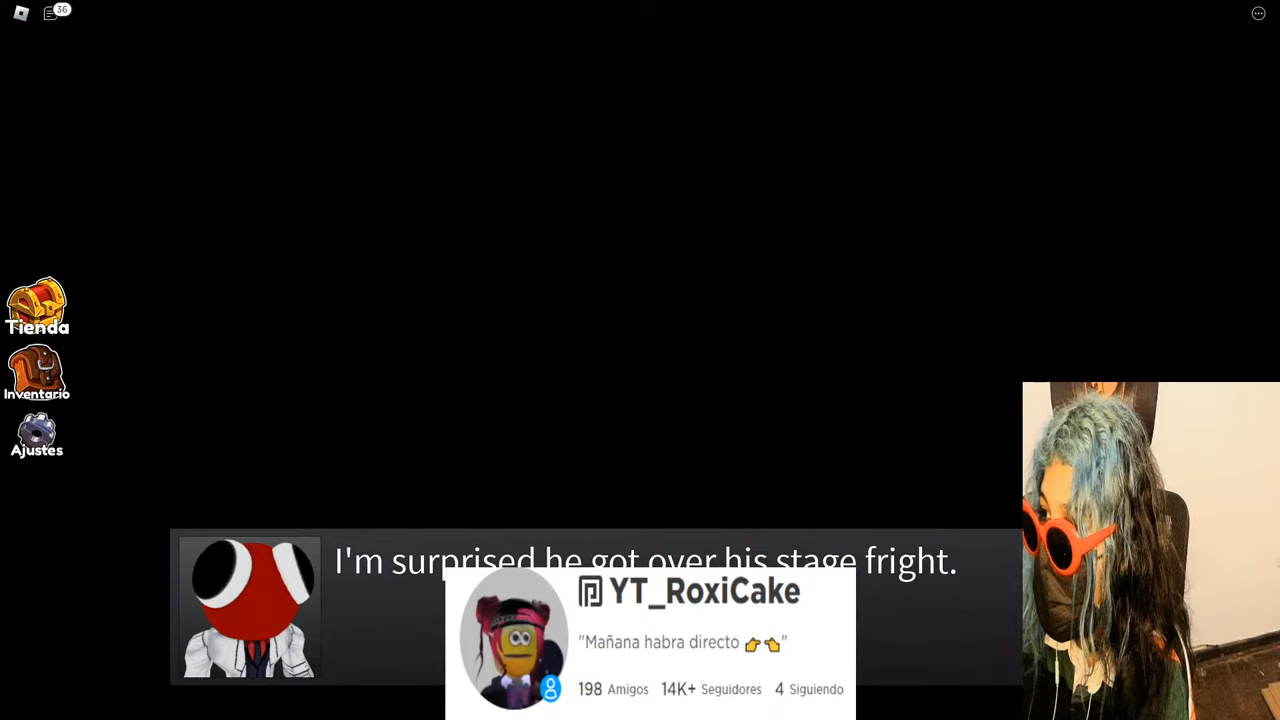 36
Tienda
Inventario
Ajustes
I'm surprised he got over his stage fright.
YT_RoxiCake
"Mañana habra directo 👉👈"
198 Amigos 14K+ Seguidores 4 Siguiendo